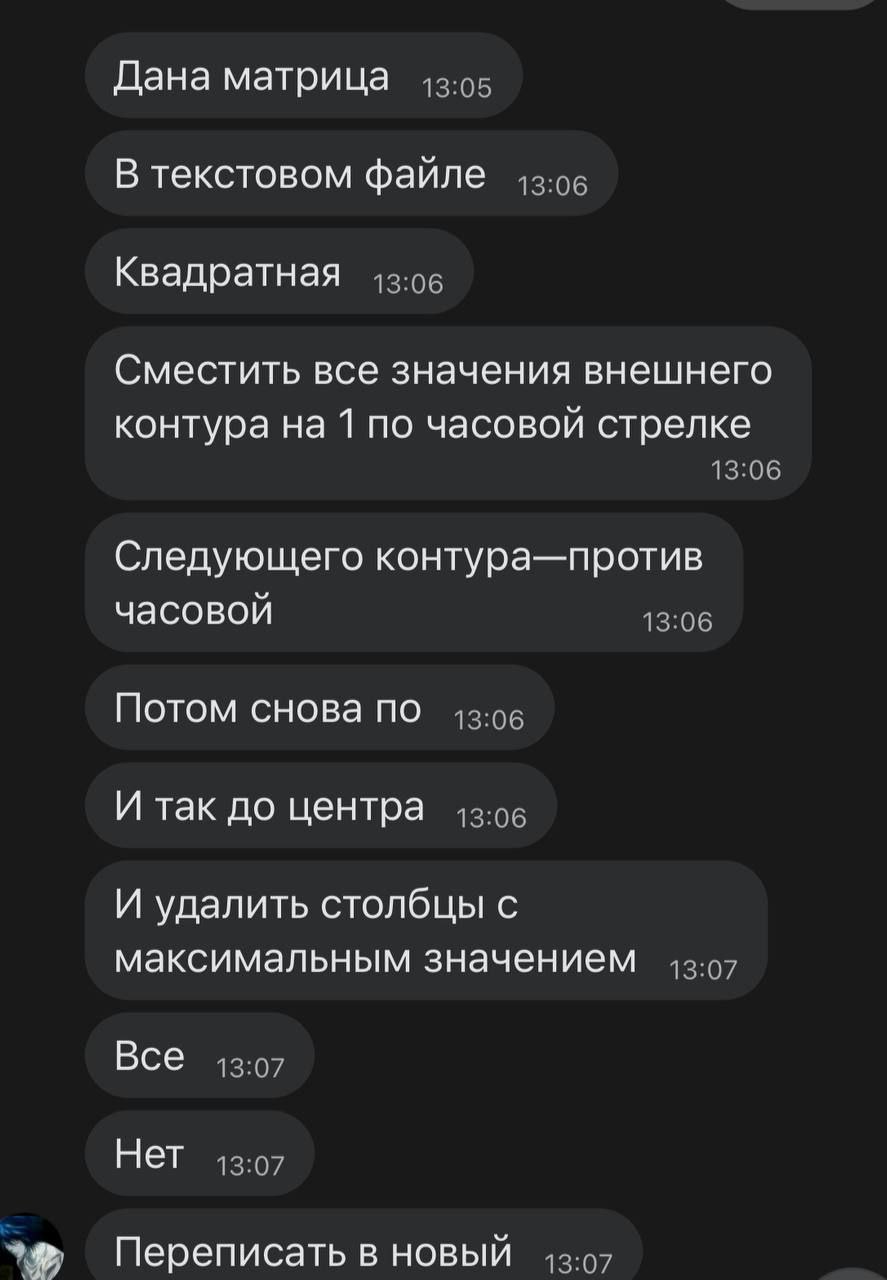 Дана матрица 13:05
В текстовом файле 13:06
Квадратная 13:06
Сместить все значения внешнего
контура на 1 по часовой стрелке
13:06
Следующего контура—против
часовой 13:06
Потом снова по 13:06
И так до центра 13:06
И удалить столбцы с
максимальным значением 13:07
Все 13:07
Нет 13:07
Переписать в новый 13:07